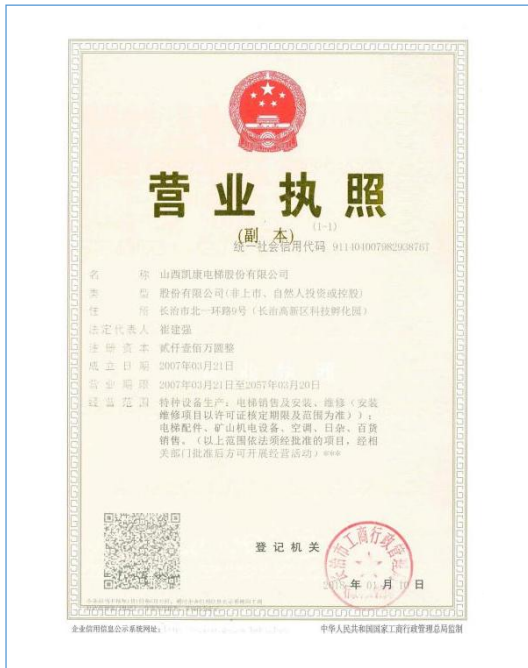 营业执照
(副 本) (1-1)
统一社会信用代码 911404007982938767
名 称 山西凯康电梯股份有限公司
类 型 股份有限公司(非上市、自然人投资或控股)
住 所 长治市北一环路9号(长治高新区科技孵化园)
法定代表人 崔建强
注册资本 贰仟壹佰万圆整
成立日期 2007年03月21日
营业期限 2007年03月21日至2057年03月20日
经营范围 特种设备生产:电梯销售及安装、维修(安装
维修项目以许可证核定期限及范围为准));
电梯配件、矿山机电设备、空调、日杂、百货
销售。(以上范围依法须经批准的项目,经相
关部门批准后方可开展经营活动)***
登记机关
长治市工商行政管理
年 01月 日
企业信用信息公示系统网址:
中华人民共和国国家工商行政管理总局监制